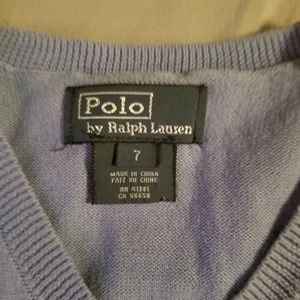 Polo
by Ralph Lauren
7
MADE IN CHINA
FAIT EN CHINE
RN 41381
CA 56658